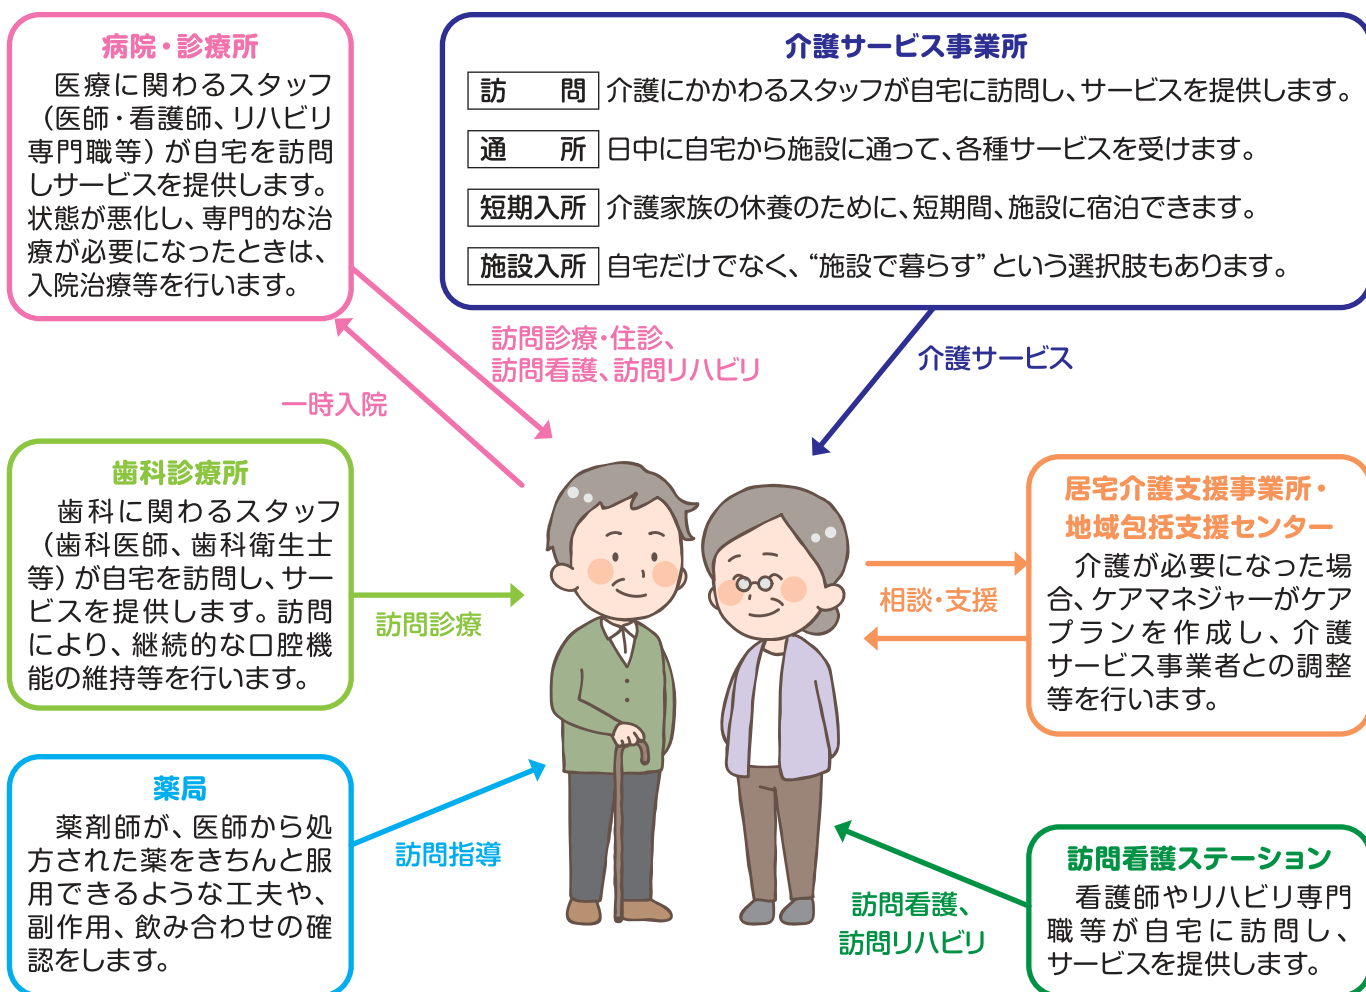 病院・診療所
医療に関わるスタッフ
（医師・看護師、リハビリ
専門職等）が自宅を訪問
しサービスを提供します。
状態が悪化し、専門的な治
療が必要になったときは、
入院治療等を行います。
介護サービス事業所
訪　問 介護にかかわるスタッフが自宅に訪問し、サービスを提供します。
通　所 日中に自宅から施設に通って、各種サービスを受けます。
短期入所 介護家族の休養のために、短期間、施設に宿泊できます。
施設入所 自宅だけでなく、“施設で暮らす”という選択肢もあります。
訪問診療・住診、
訪問看護、訪問リハビリ
介護サービス
一時入院
歯科診療所
歯科に関わるスタッフ
（歯科医師、歯科衛生士
等）が自宅を訪問し、サー
ビスを提供します。訪問
により、継続的な口腔機
能の維持等を行います。
訪問診療
相談・支援
居宅介護支援事業所・
地域包括支援センター
介護が必要になった場
合、ケアマネジャーがケア
プランを作成し、介護
サービス事業者との調整
等を行います。
薬局
薬剤師が、医師から処
方された薬をきちんと服
用できるような工夫や、
副作用、飲み合わせの確
認をします。
訪問指導
訪問看護、
訪問リハビリ
訪問看護ステーション
看護師やリハビリ専門
職等が自宅に訪問し、
サービスを提供します。